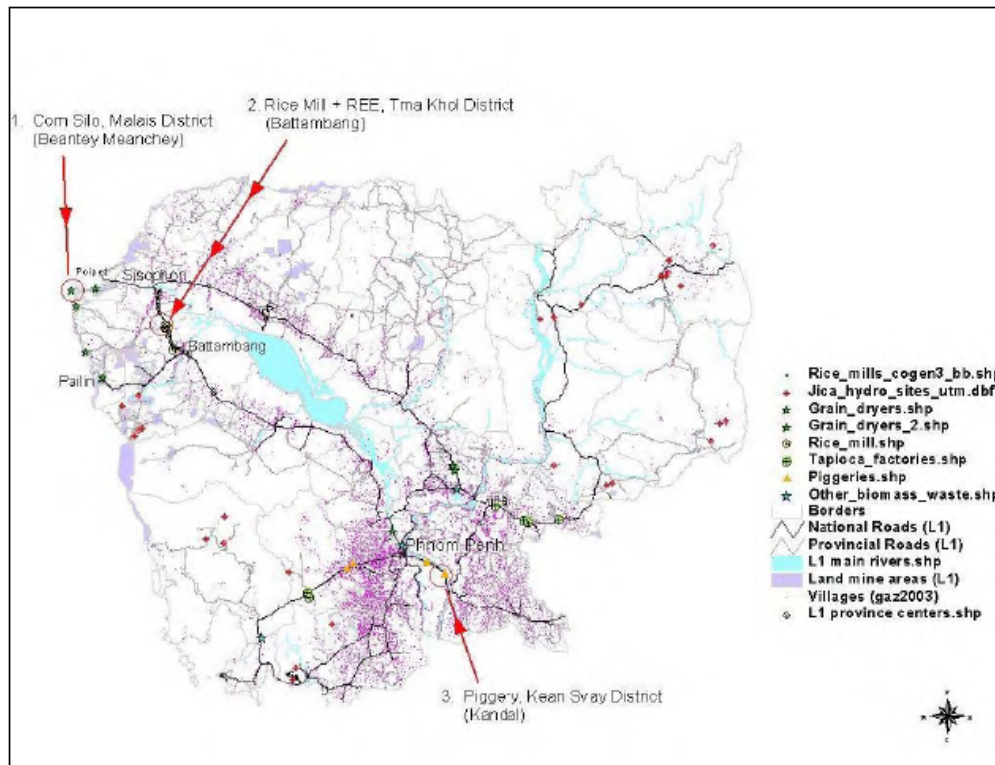 2. Rice Mill + REE, Tma Khol District
(Battambang)
1. Corn Silo, Malais District
(Beantey Meanchey)
Poipet
Sisophon
Battambang
Pailin
Phnom Penh
3. Piggery, Kean Svay District
(Kandal)
Rice_mills_cogen3_bb.shp
Jica_hydro_sites_utm.dbf
Grain_dryers.shp
Grain_dryers_2.shp
Rice_mill.shp
Tapioca_factories.shp
Piggeries.shp
Other_biomass_waste.shp
Borders
National Roads (L1)
Provincial Roads (L1)
L1 main rivers.shp
Land mine areas (L1)
Villages (gaz2003)
L1 province centers.shp